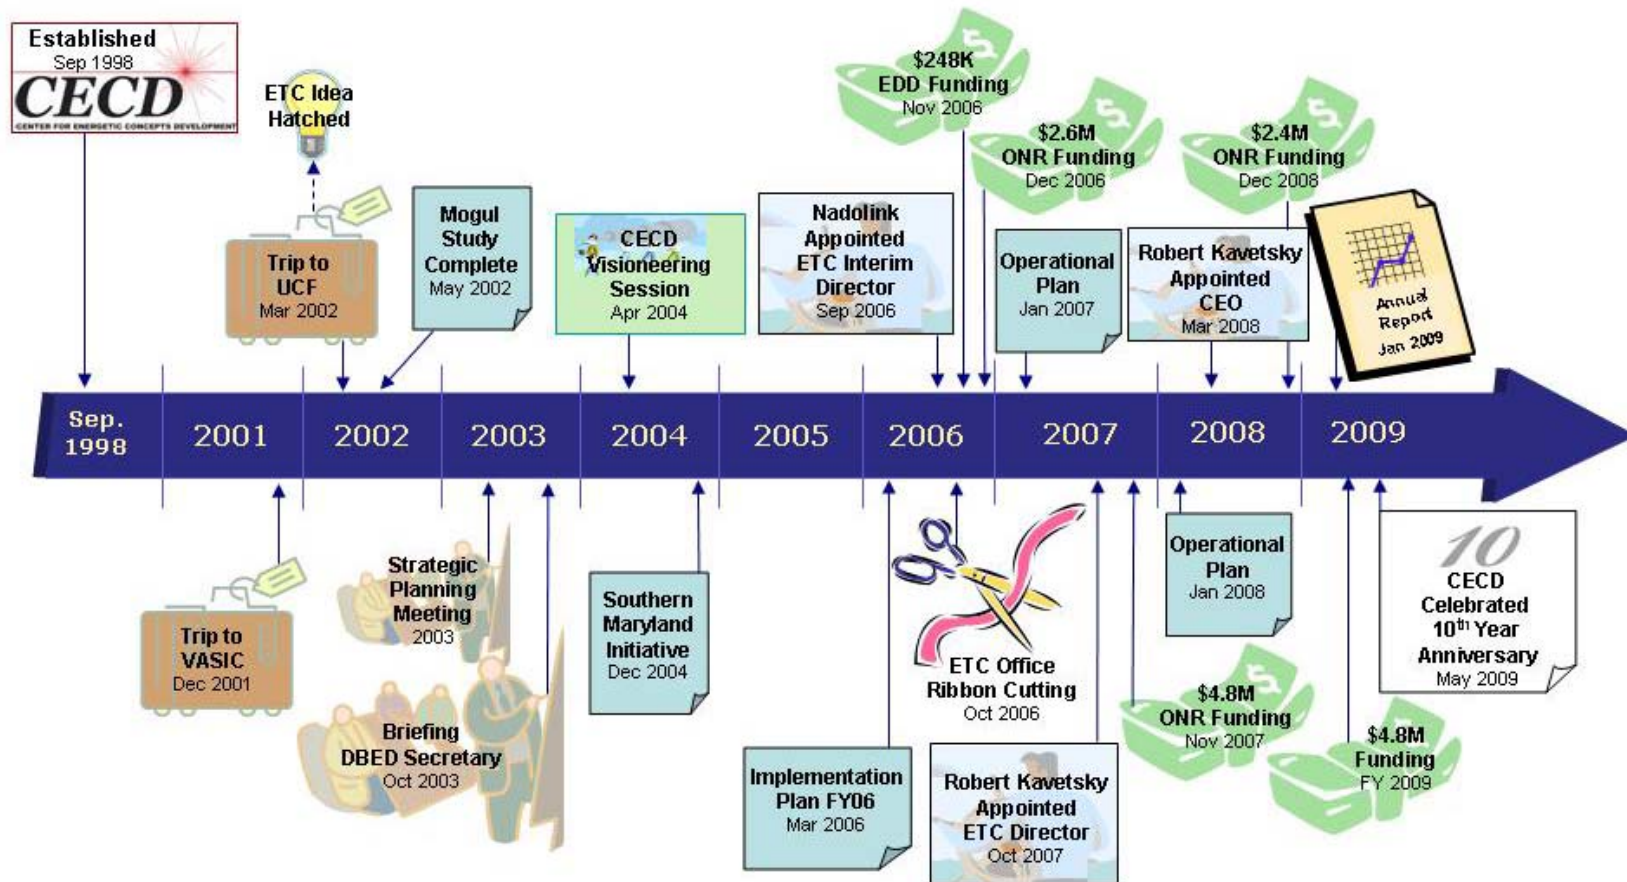 Established
Sep 1998
CECD
CENTER FOR ENERGETIC CONCEPTS DEVELOPMENT
ETC Idea
Hatched
Trip to
UCF
Mar 2002
Mogul
Study
Complete
May 2002
CECD
Visioneering
Session
Apr 2004
Nadolink
Appointed
ETC Interim
Director
Sep 2006
$248K
EDD Funding
Nov 2006
$2.6M
ONR Funding
Dec 2006
Operational
Plan
Jan 2007
Robert Kavetsky
Appointed
CEO
Mar 2008
$2.4M
ONR Funding
Dec 2008
Annual
Report
Jan 2009
Sep.
1998
2001
2002
2003
2004
2005
2006
2007
2008
2009
Trip to
VASIC
Dec 2001
Strategic
Planning
Meeting
2003
Briefing
DBED Secretary
Oct 2003
Southern
Maryland
Initiative
Dec 2004
Implementation
Plan FY06
Mar 2006
ETC Office
Ribbon Cutting
Oct 2006
Robert Kavetsky
Appointed
ETC Director
Oct 2007
$4.8M
ONR Funding
Nov 2007
Operational
Plan
Jan 2008
$4.8M
Funding
FY 2009
10
CECD
Celebrated
10th Year
Anniversary
May 2009